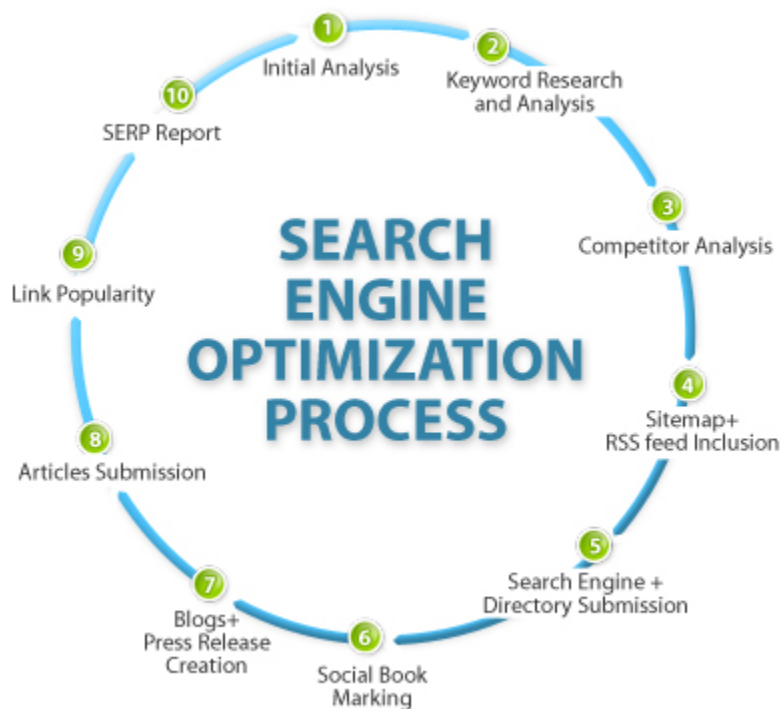 1
Initial Analysis
2
Keyword Research
and Analysis
3
Competitor Analysis
4
Sitemap+
RSS feed Inclusion
5
Search Engine +
Directory Submission
6
Social Book
Marking
7
Blogs+
Press Release
Creation
8
Articles Submission
9
Link Popularity
10
SERP Report
SEARCH
ENGINE
OPTIMIZATION
PROCESS